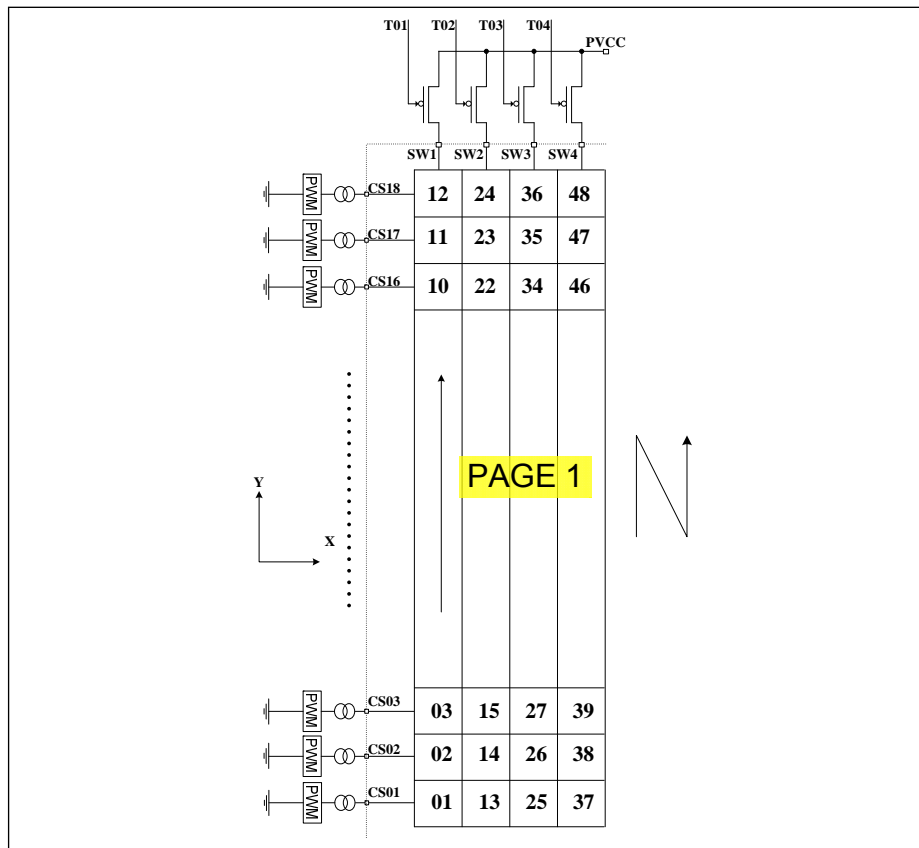 T01 T02 T03 T04
PVCC
SW1 SW2 SW3 SW4
PWM CS18 12 24 36 48
PWM CS17 11 23 35 47
PWM CS16 10 22 34 46
PAGE 1
Y
X
PWM CS03 03 15 27 39
PWM CS02 02 14 26 38
PWM CS01 01 13 25 37